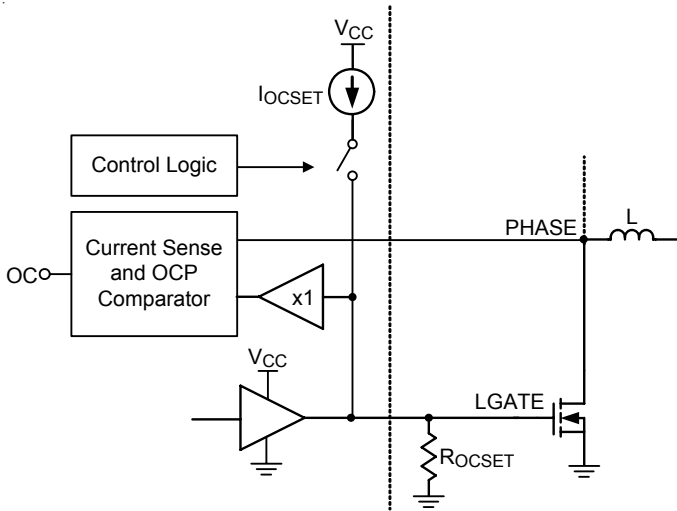 VCC
IOCSET
Control Logic
PHASE
L
OC
Current Sense
and OCP
Comparator
x1
VCC
LGATE
ROCSET